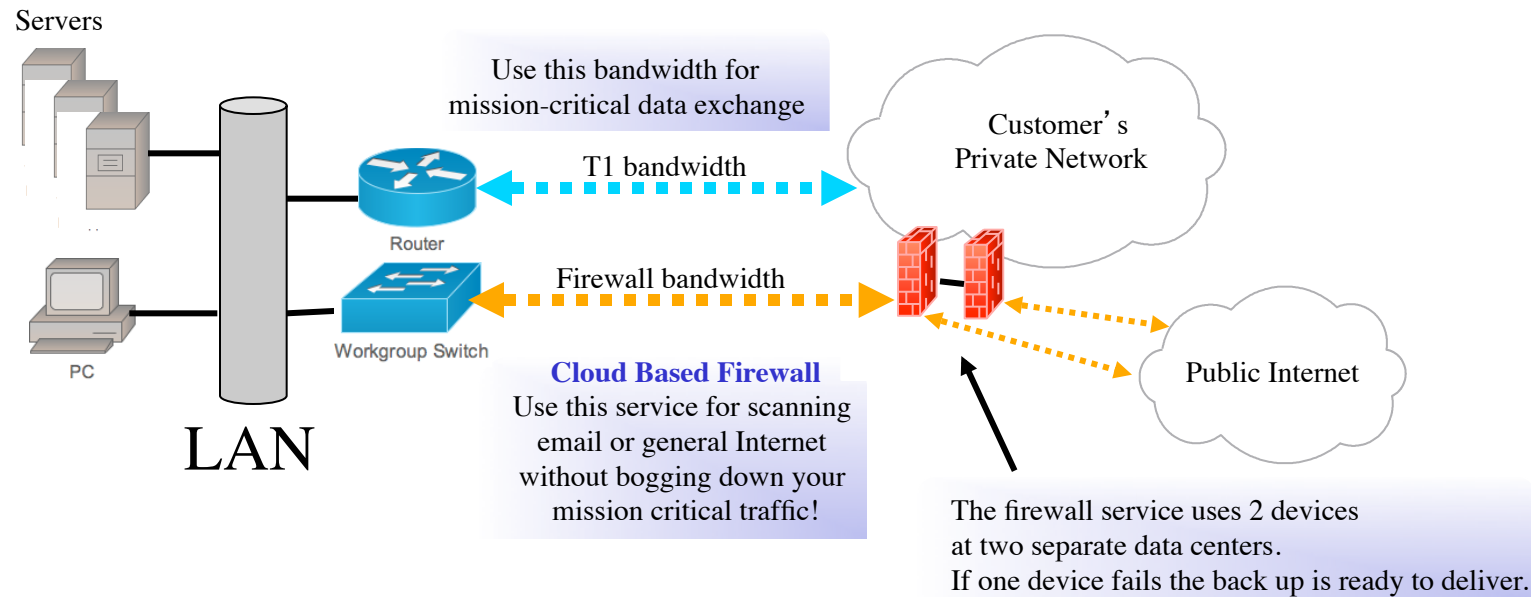 Servers
Use this bandwidth for
mission-critical data exchange
Customer’s
Private Network
T1 bandwidth
..
Router
Firewall bandwidth
Workgroup Switch
PC
Public Internet
Cloud Based Firewall
Use this service for scanning
email or general Internet
without bogging down your
mission critical traffic!
LAN
The firewall service uses 2 devices
at two separate data centers.
If one device fails the back up is ready to deliver.